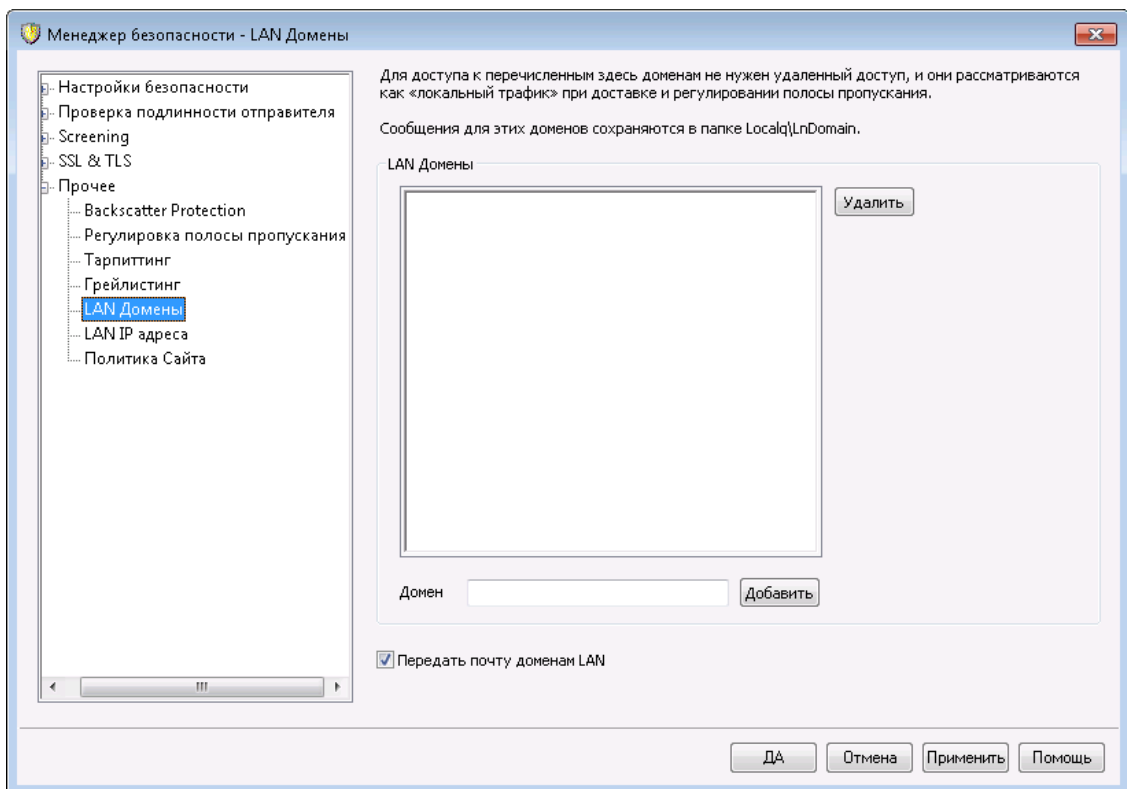 Менеджер безопасности - LAN Домены
Настройки безопасности
Проверка подлинности отправителя
Screening
SSL & TLS
Прочее
Backscatter Protection
Регулировка полосы пропускания
Тарпиттинг
Грейлистинг
LAN Домены
LAN IP адреса
Политика Сайта
Для доступа к перечисленным здесь доменам не нужен удаленный доступ, и они рассматриваются
как «локальный трафик» при доставке и регулировании полосы пропускания.
Сообщения для этих доменов сохраняются в папке Localq\LnDomain.
LAN Домены
Удалить
Домен
Добавить
Передать почту доменам LAN
ДА
Отмена
Применить
Помощь